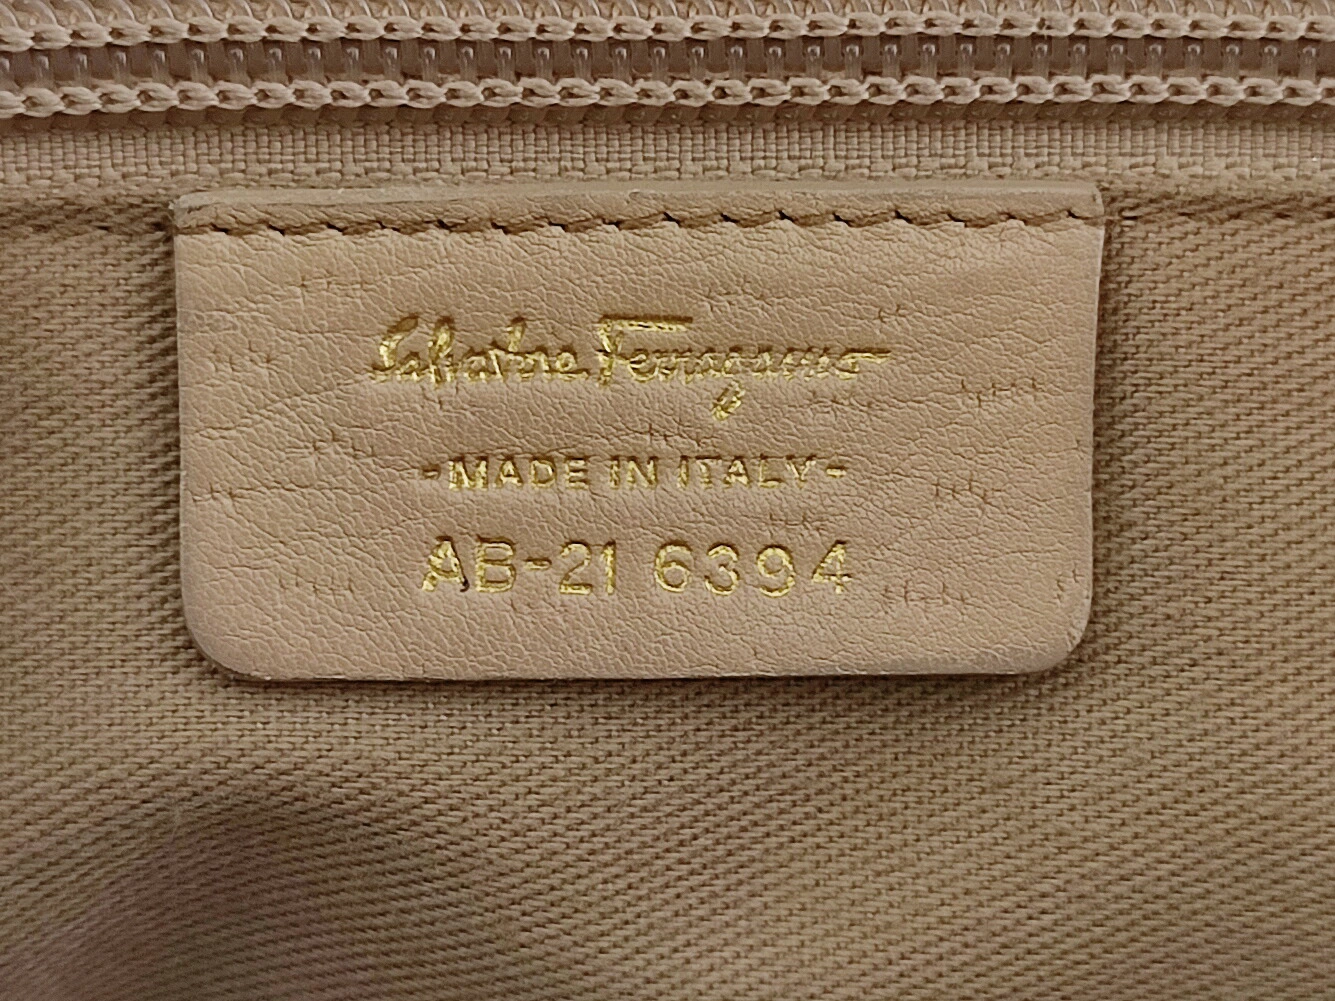 Salvatore Ferragamo
-MADE IN ITALY-
AB-21 6394